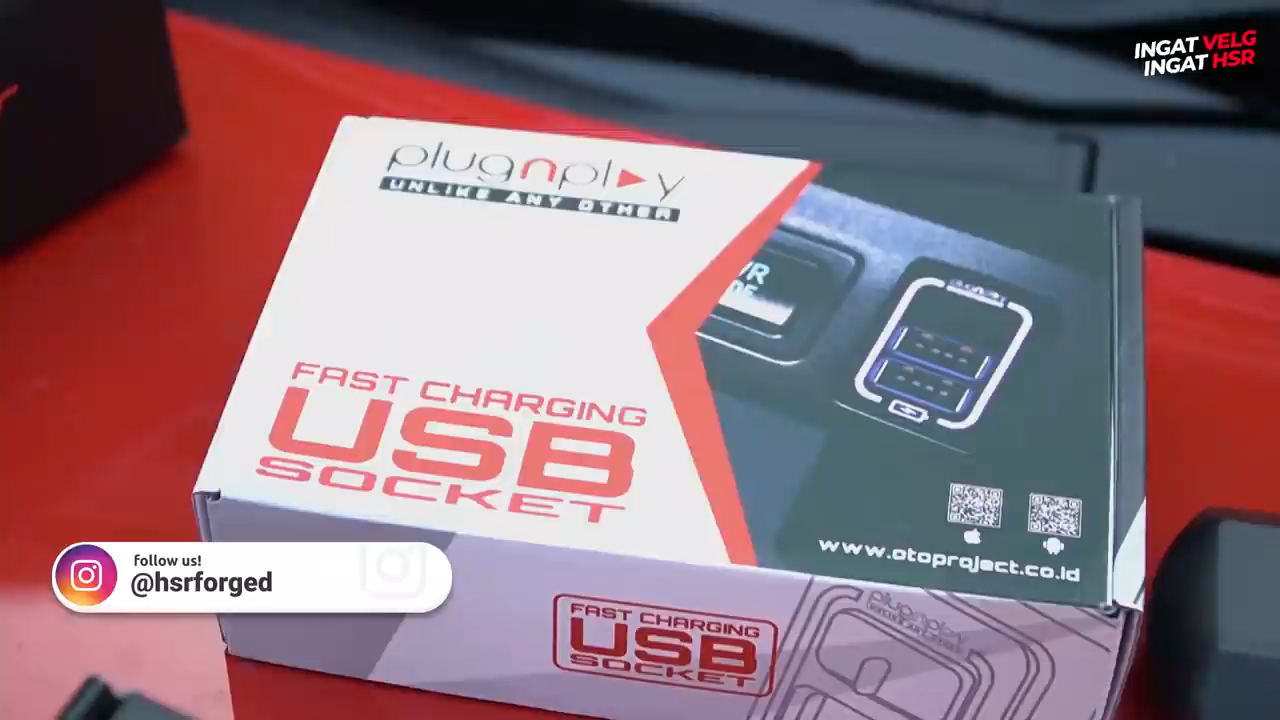 INGAT VELG
INGAT HSR
plugnplay
UNLIKE ANY OTHER
FAST CHARGING
USB
SOCKET
www.otoproject.co.id
Follow us!
@hsrforged
FAST CHARGING
USB
SOCKET
plugnplay